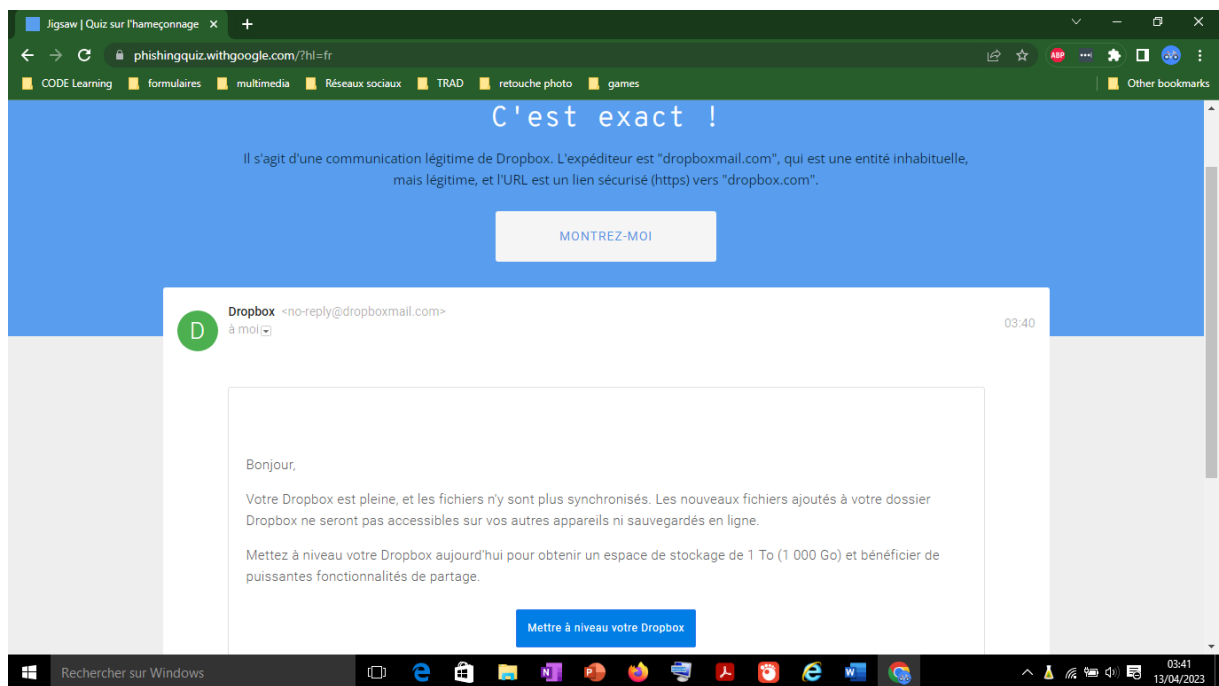 Jigsaw | Quiz sur l'hameçonnage
phishingquiz.withgoogle.com/?hl=fr
ABP
CODE Learning formulaires multimedia Réseaux sociaux TRAD retouche photo games Other bookmarks
C'est exact !
Il s'agit d'une communication légitime de Dropbox. L'expéditeur est "dropboxmail.com", qui est une entité inhabituelle,
mais légitime, et l'URL est un lien sécurisé (https) vers "dropbox.com".
MONTREZ-MOI
D
Dropbox <no-reply@dropboxmail.com>
à moi
03:40
Bonjour,
Votre Dropbox est pleine, et les fichiers n'y sont plus synchronisés. Les nouveaux fichiers ajoutés à votre dossier
Dropbox ne seront pas accessibles sur vos autres appareils ni sauvegardés en ligne.
Mettez à niveau votre Dropbox aujourd'hui pour obtenir un espace de stockage de 1 To (1 000 Go) et bénéficier de
puissantes fonctionnalités de partage.
Mettre à niveau votre Dropbox
Rechercher sur Windows
03:41
13/04/2023